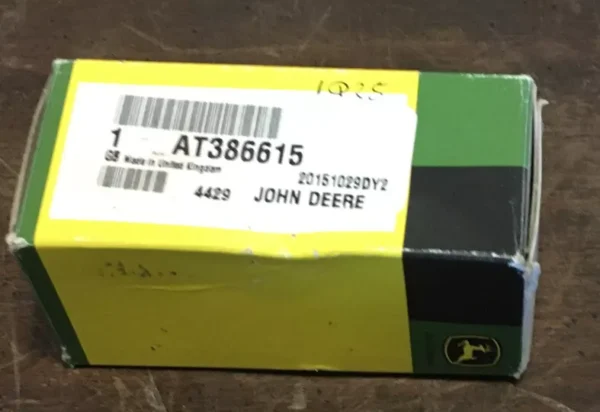 1 AT386615
GB Made in United Kingdom
20151029DY2
4429 JOHN DEERE